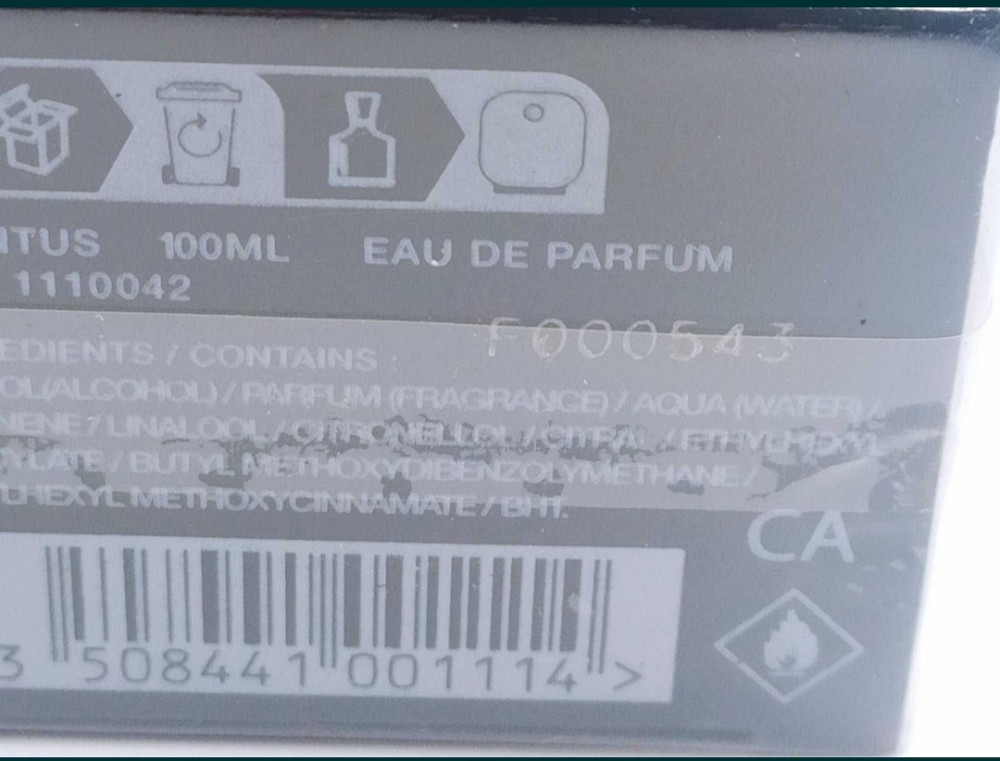 NTUS 100ML EAU DE PARFUM
1110042
F000543
EDIENTS / CONTAINS :
OL(ALCOHOL) / PARFUM (FRAGRANCE) / AQUA (WATER) /
NENE / LINALOOL / CITRONELLOL / CITRAL / ETHYLHEXYL
YLATE / BUTYL METHOXYDIBENZOLYMETHANE /
LHEXYL METHOXYCINNAMATE / BHT.
CA
3 508441 001114 >